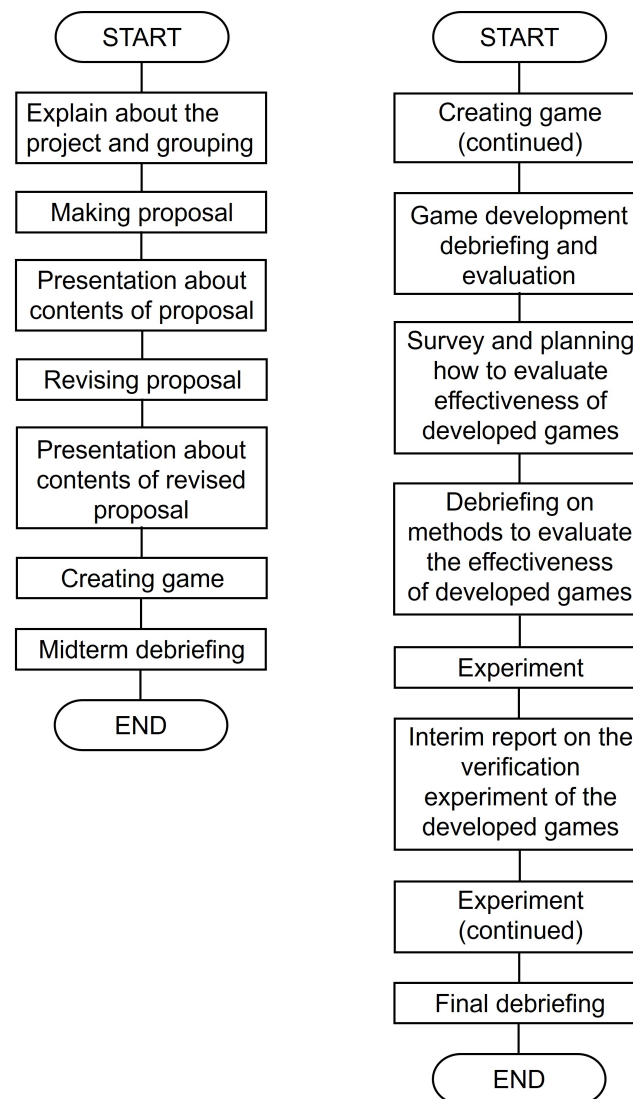 START
Explain about the
project and grouping
Making proposal
Presentation about
contents of proposal
Revising proposal
Presentation about
contents of revised
proposal
Creating game
Midterm debriefing
END
START
Creating game
(continued)
Game development
debriefing and
evaluation
Survey and planning
how to evaluate
effectiveness of
developed games
Debriefing on
methods to evaluate
the effectiveness
of developed games
Experiment
Interim report on the
verification
experiment of the
developed games
Experiment
(continued)
Final debriefing
END